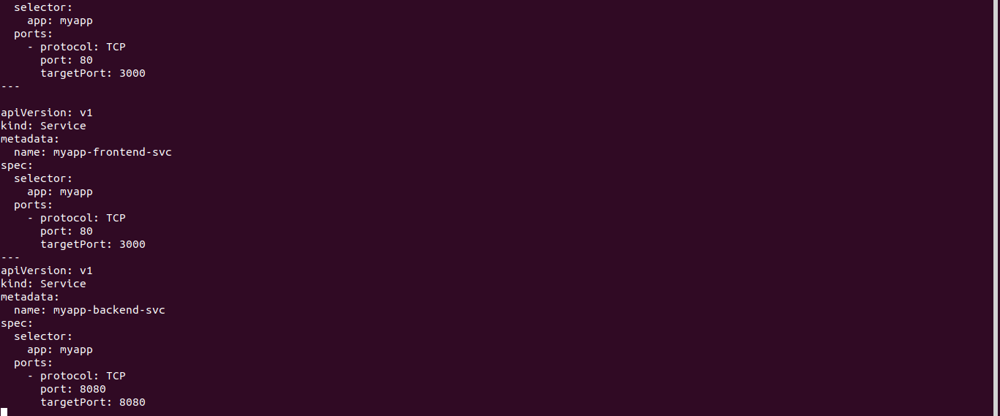 selector:
    app: myapp
  ports:
    - protocol: TCP
      port: 80
      targetPort: 3000
---

apiVersion: v1
kind: Service
metadata:
  name: myapp-frontend-svc
spec:
  selector:
    app: myapp
  ports:
    - protocol: TCP
      port: 80
      targetPort: 3000
---
apiVersion: v1
kind: Service
metadata:
  name: myapp-backend-svc
spec:
  selector:
    app: myapp
  ports:
    - protocol: TCP
      port: 8080
      targetPort: 8080